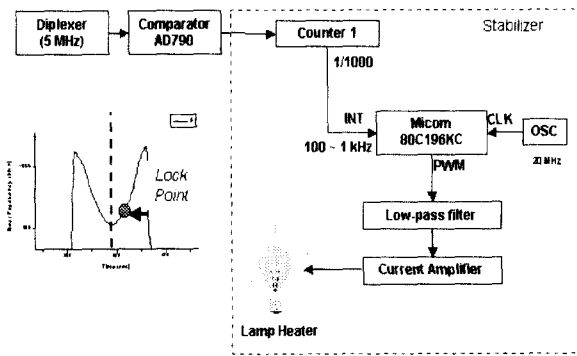 Diplexer
(5 MHz)
Comparator
AD790
Counter 1
Stabilizer
1/1000
INT
100 ~ 1 kHz
Micom
80C196KC
CLK
OSC
20 MHz
PWM
Low-pass filter
Current Amplifier
Lamp Heater
Lock
Point